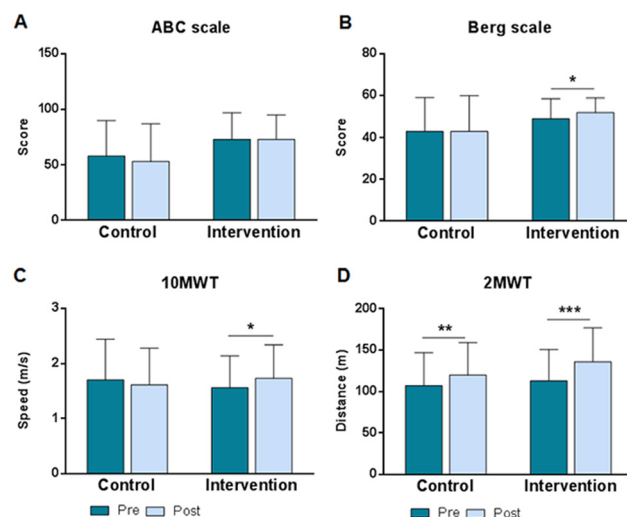 A
ABC scale
150
100
50
0
Score
Control
Intervention
B
Berg scale
80
60
40
20
0
Score
*
Control
Intervention
C
10MWT
3
2
1
0
Speed (m/s)
*
Control
Intervention
D
2MWT
200
150
100
50
0
Distance (m)
**
***
Control
Intervention
Pre
Post
Pre
Post